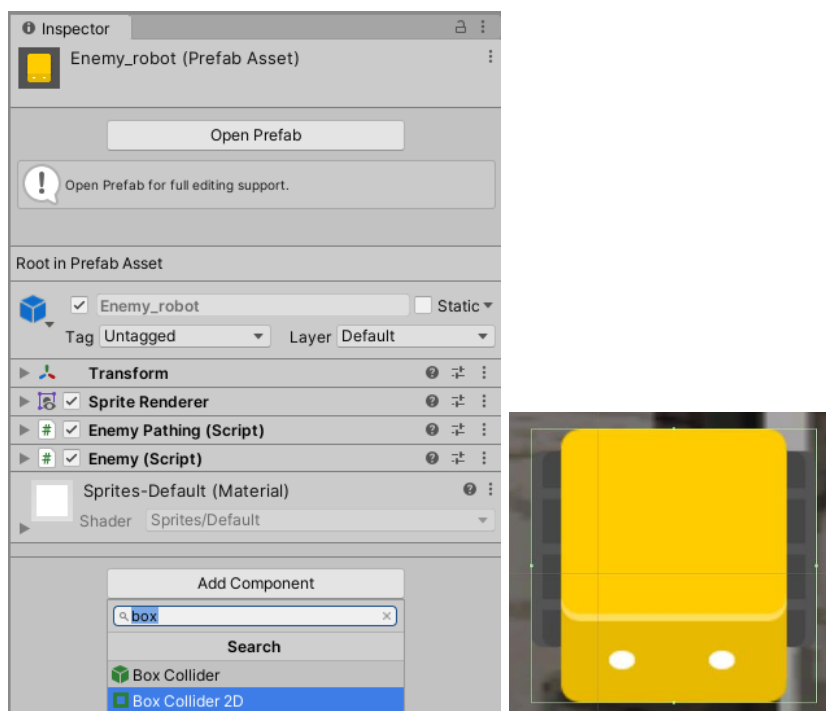 Inspector
Enemy_robot (Prefab Asset)
Open Prefab
Open Prefab for full editing support.
Root in Prefab Asset
Enemy_robot Static
Tag Untagged Layer Default
Transform
Sprite Renderer
Enemy Pathing (Script)
Enemy (Script)
Sprites-Default (Material)
Shader Sprites/Default
Add Component
box
Search
Box Collider
Box Collider 2D